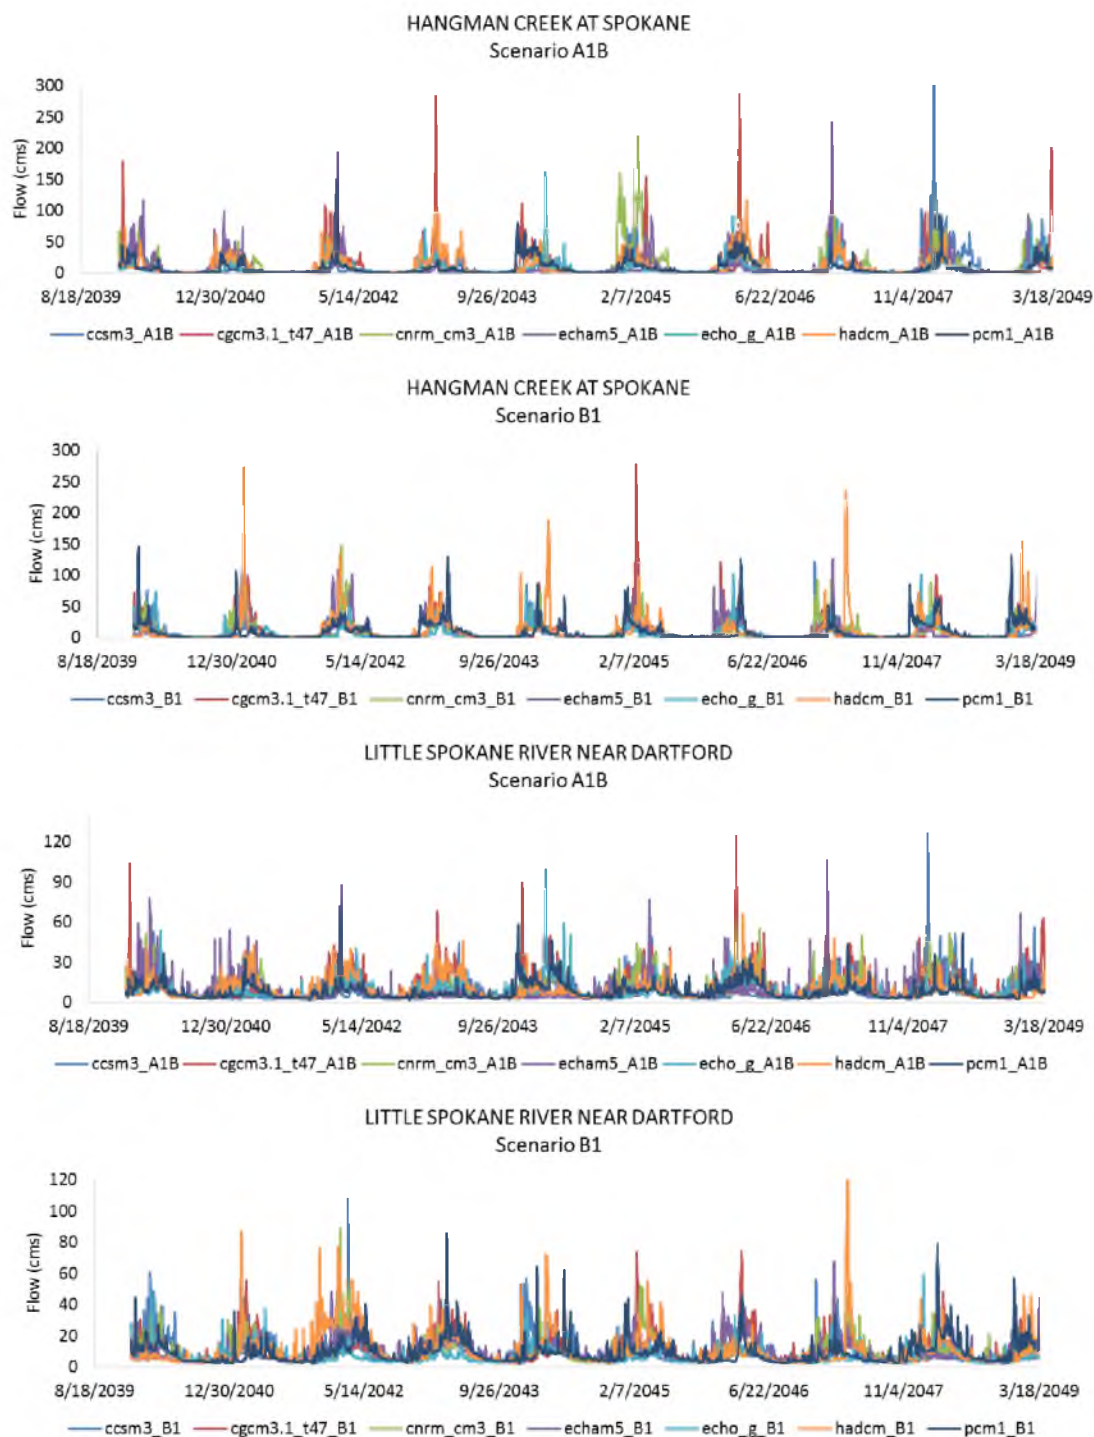 HANGMAN CREEK AT SPOKANE
Scenario A1B
300
250
200
150
100
50
0
Flow (cms)
8/18/2039 12/30/2040 5/14/2042 9/26/2043 2/7/2045 6/22/2046 11/4/2047 3/18/2049
ccsm3_A1B cgcm3.1_t47_A1B cnrm_cm3_A1B echam5_A1B echo_g_A1B hadcm_A1B pcm1_A1B
HANGMAN CREEK AT SPOKANE
Scenario B1
300
250
200
150
100
50
0
Flow (cms)
8/18/2039 12/30/2040 5/14/2042 9/26/2043 2/7/2045 6/22/2046 11/4/2047 3/18/2049
ccsm3_B1 cgcm3.1_t47_B1 cnrm_cm3_B1 echam5_B1 echo_g_B1 hadcm_B1 pcm1_B1
LITTLE SPOKANE RIVER NEAR DARTFORD
Scenario A1B
120
90
60
30
0
Flow (cms)
8/18/2039 12/30/2040 5/14/2042 9/26/2043 2/7/2045 6/22/2046 11/4/2047 3/18/2049
ccsm3_A1B cgcm3.1_t47_A1B cnrm_cm3_A1B echam5_A1B echo_g_A1B hadcm_A1B pcm1_A1B
LITTLE SPOKANE RIVER NEAR DARTFORD
Scenario B1
120
100
80
60
40
20
0
Flow (cms)
8/18/2039 12/30/2040 5/14/2042 9/26/2043 2/7/2045 6/22/2046 11/4/2047 3/18/2049
ccsm3_B1 cgcm3.1_t47_B1 cnrm_cm3_B1 echam5_B1 echo_g_B1 hadcm_B1 pcm1_B1